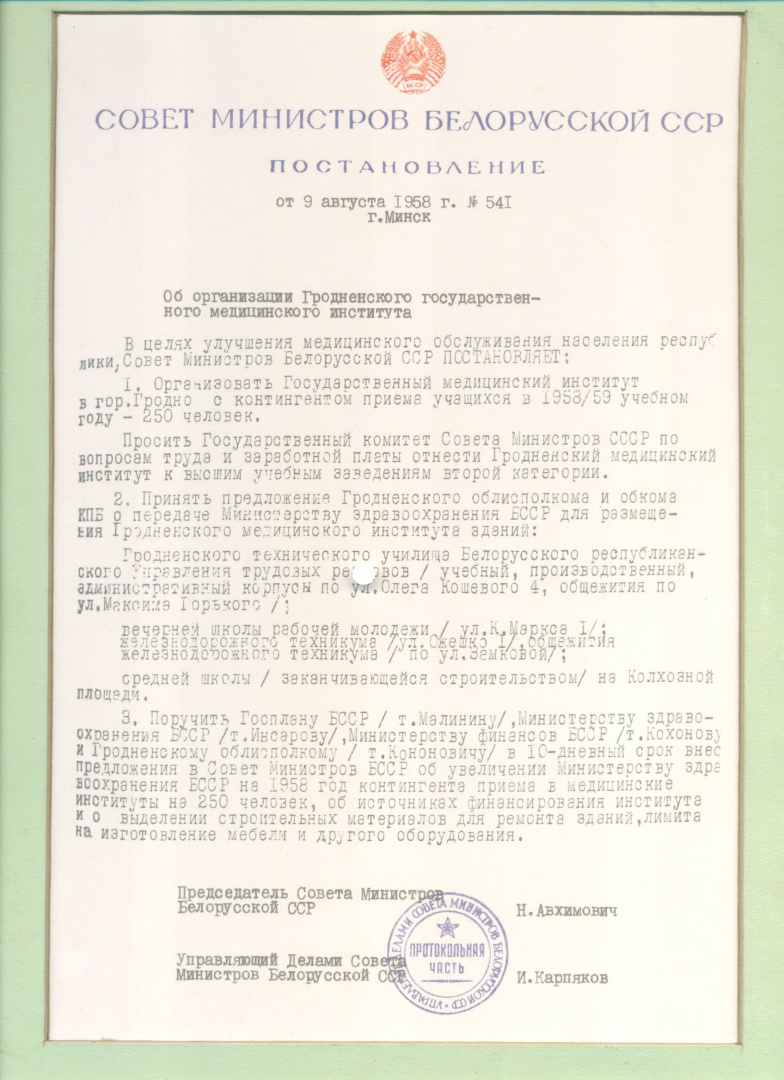 БССР
СОВЕТ МИНИСТРОВ БЕЛОРУССКОЙ ССР
ПОСТАНОВЛЕНИЕ
от 9 августа 1958 г. № 541
г.Минск
Об организации Гродненского государствен-
ного медицинского института
В целях улучшения медицинского обслуживания населения респуб
лики, Совет Министров Белорусской ССР ПОСТАНОВЛЯЕТ:
1. Организовать Государственный медицинский институт
в гор.Гродно с контингентом приема учащихся в 1958/59 учебном
году - 250 человек.
Просить Государственный комитет Совета Министров СССР по
вопросам труда и заработной платы отнести Гродненский медицинский
институт к высшим учебным заведениям второй категории.
2. Принять предложение Гродненского облисполкома и обкома
КПБ о передаче Министерству здравоохранения БССР для размеще-
ния Гродненского медицинского института зданий:
Гродненского технического училища Белорусского республикан-
ского Управления трудовых резервов / учебный, производственный,
административный корпусы по ул.Олега Кошевого 4, общежития по
ул.Максима Горького /;
вечерней школы рабочей молодежи / ул.К.Маркса 1/;
железнодорожного техникума /ул.Ожешко 1/,общежития
железнодорожного техникума / по ул.Замковой/;
средней школы / заканчивающейся строительством/ на Колхозной
площади.
3. Поручить Госплану БССР / т.Малинину/,Министерству здраво-
охранения БССР /т.Инсарову/,Министерству финансов БССР /т.Кохонову
и Гродненскому облисполкому / т.Кононовичу/ в 10-дневный срок внес
предложения в Совет Министров БССР об увеличении Министерству здра
воохранения БССР на 1958 год контингента приема в медицинские
институты на 250 человек, об источниках финансирования института
и о выделении строительных материалов для ремонта зданий,лимита
на изготовление мебели и другого оборудования.
Председатель Совета Министров
Белорусской ССР
Н.Авхимович
Управляющий Делами Совета
Министров Белорусской ССР
И.Карпяков
УПРАВЛЕНИЕ ДЕЛАМИ СОВЕТА МИНИСТРОВ БЕЛОРУССКОЙ ССР
ПРОТОКОЛЬНАЯ
ЧАСТЬ